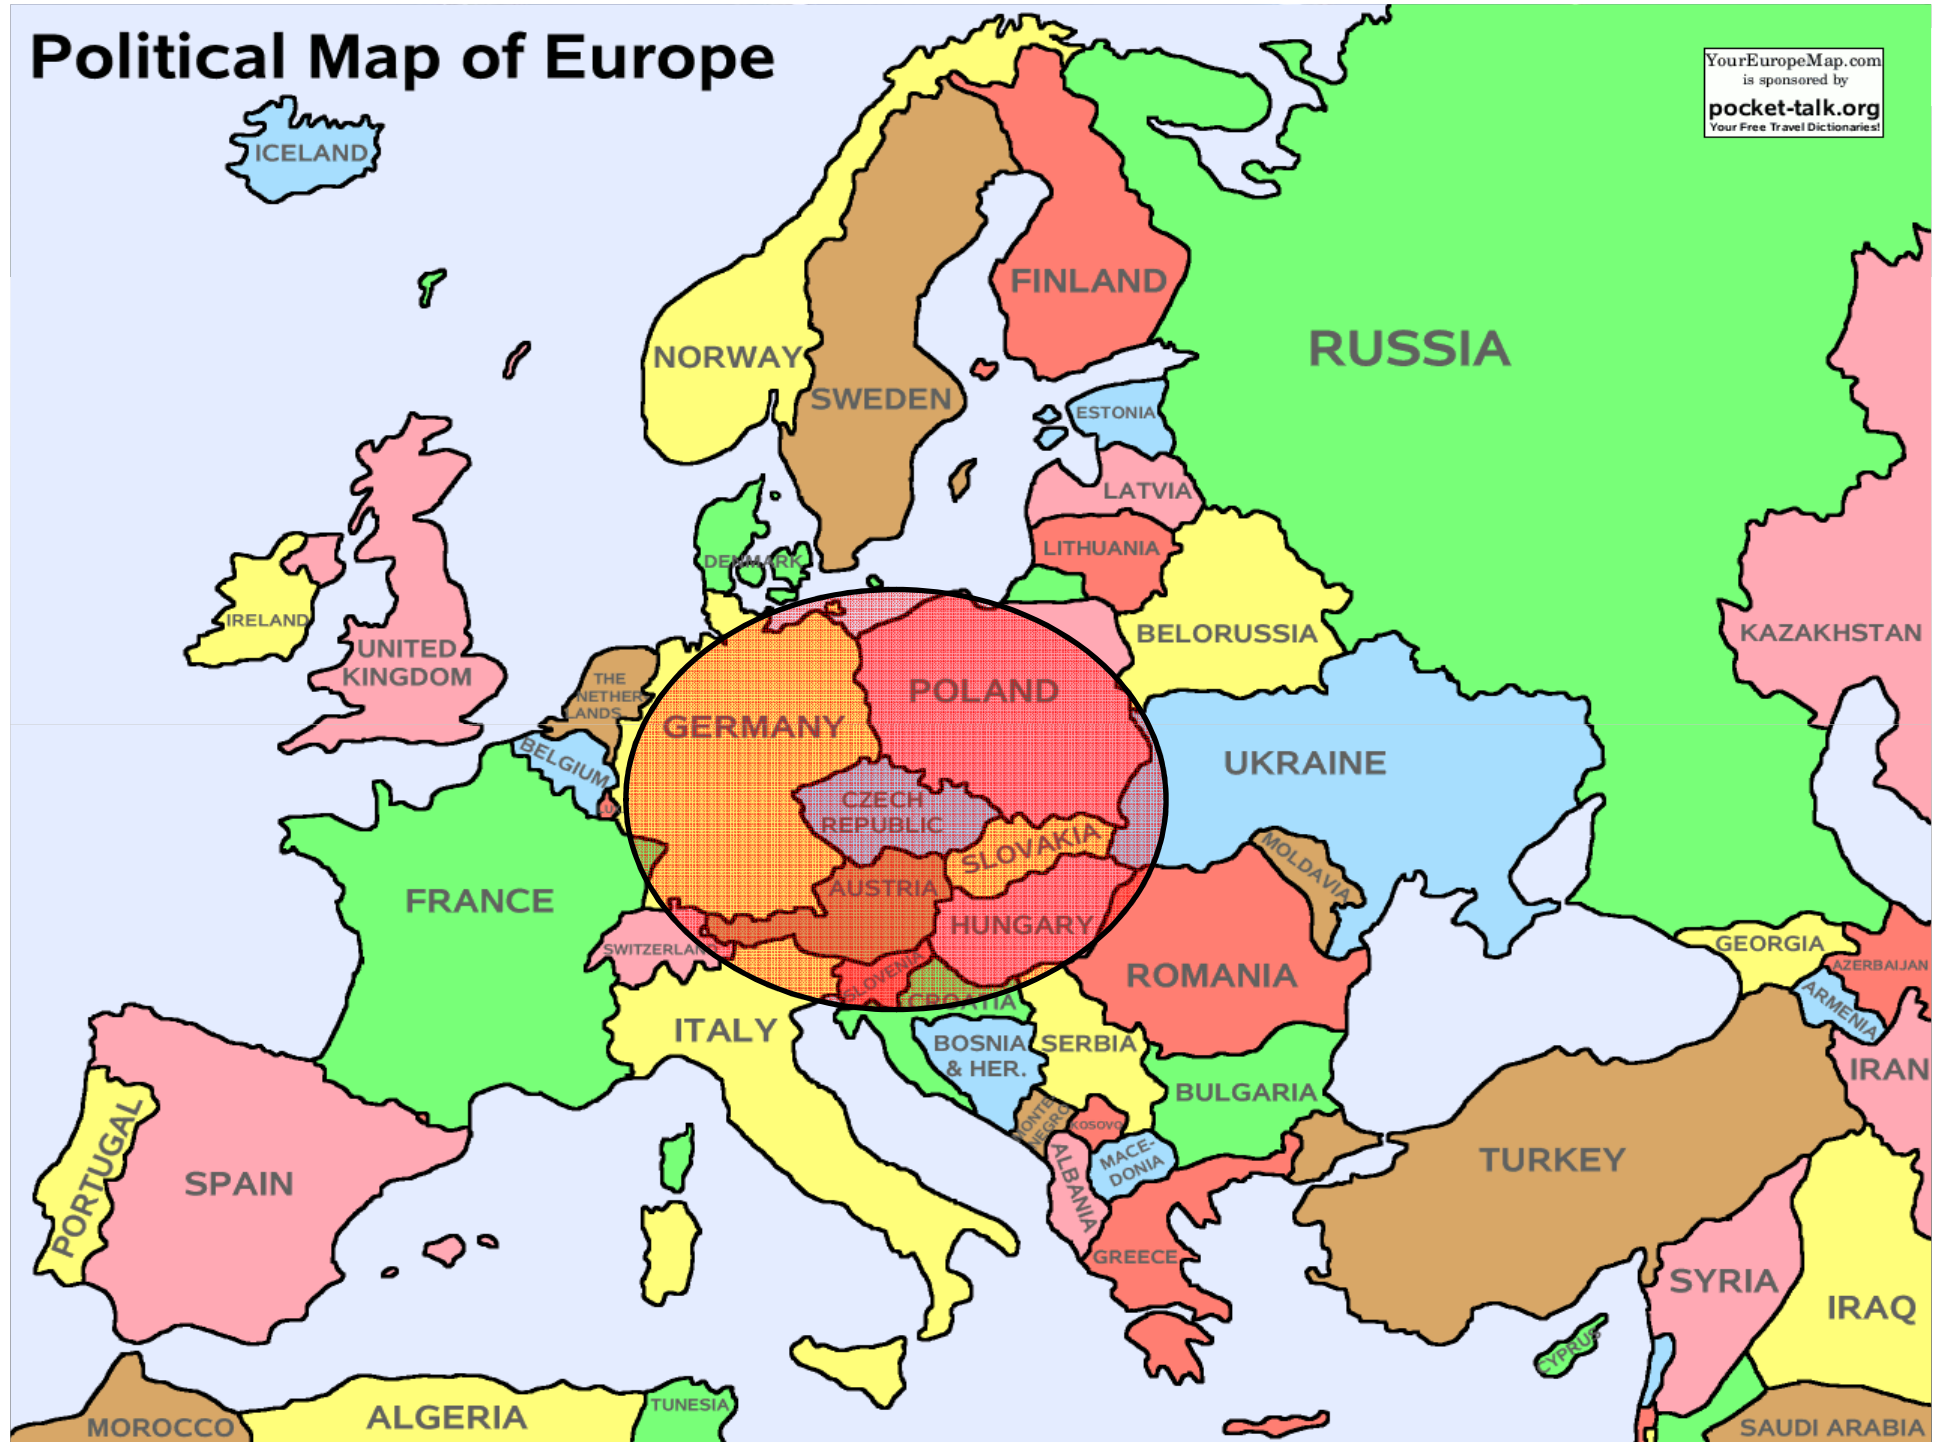 Political Map of Europe
YourEuropeMap.com
is sponsored by
pocket-talk.org
Your Free Travel Dictionaries!
ICELAND
FINLAND
RUSSIA
NORWAY
SWEDEN
ESTONIA
LATVIA
LITHUANIA
DENMARK
IRELAND
UNITED
KINGDOM
BELORUSSIA
KAZAKHSTAN
THE
NETHER
LANDS
POLAND
GERMANY
BELGIUM
UKRAINE
LUX
CZECH
REPUBLIC
SLOVAKIA
MOLDAVIA
FRANCE
AUSTRIA
HUNGARY
SWITZERLAND
GEORGIA
AZERBAIJAN
SLOVENIA
ROMANIA
CROATIA
ARMENIA
ITALY
BOSNIA
& HER.
SERBIA
IRAN
BULGARIA
MONTE
NEGRO
KOSOVO
PORTUGAL
SPAIN
ALBANIA
MACE-
DONIA
TURKEY
GREECE
SYRIA
IRAQ
CYPRUS
MOROCCO
ALGERIA
TUNESIA
SAUDI ARABIA